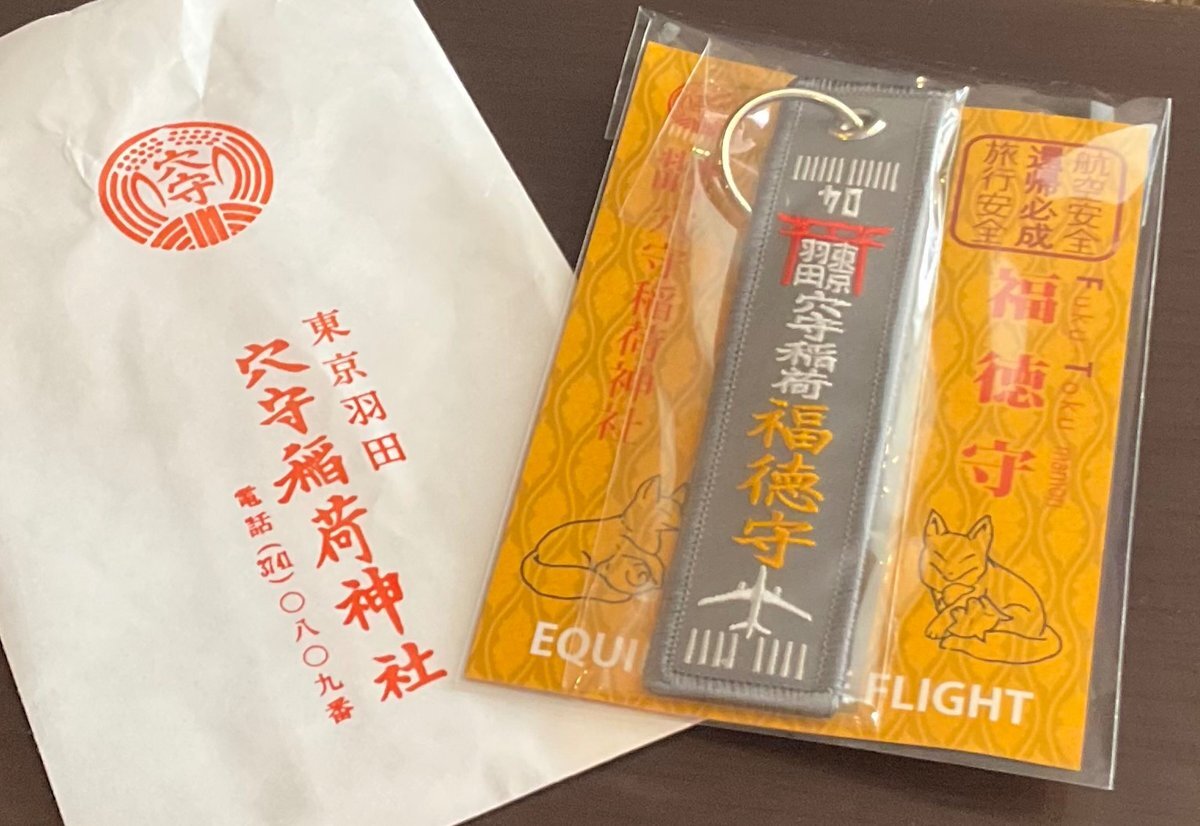 穴守
東京羽田
穴守稲荷神社
電話(3741)〇八〇九番
加
東京
羽田
穴守稲荷
福徳守
守稲荷神社
航空安全
還帰必成
旅行安全
福徳守
Fuku Toku mamori
EQUI
FLIGHT